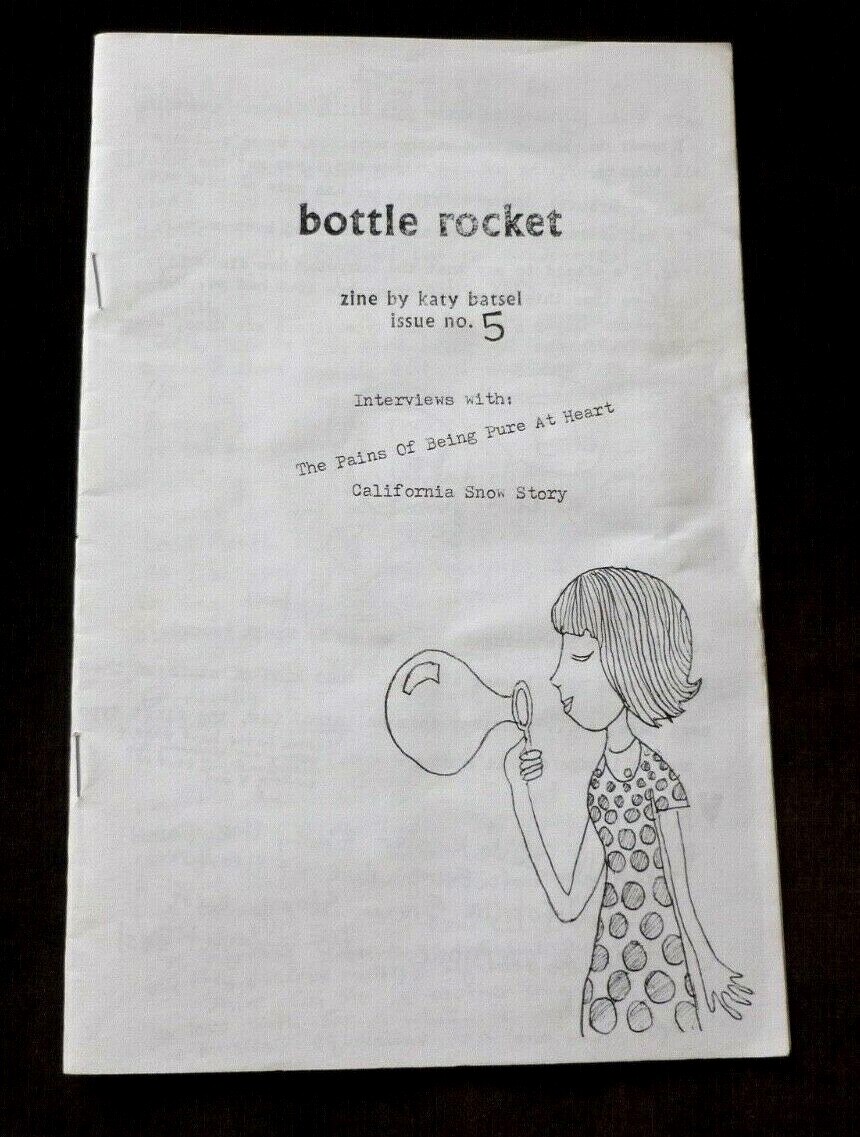 bottle rocket
zine by katy batsel
issue no. 5
Interviews with:
The Pains Of Being Pure At Heart
California Snow Story